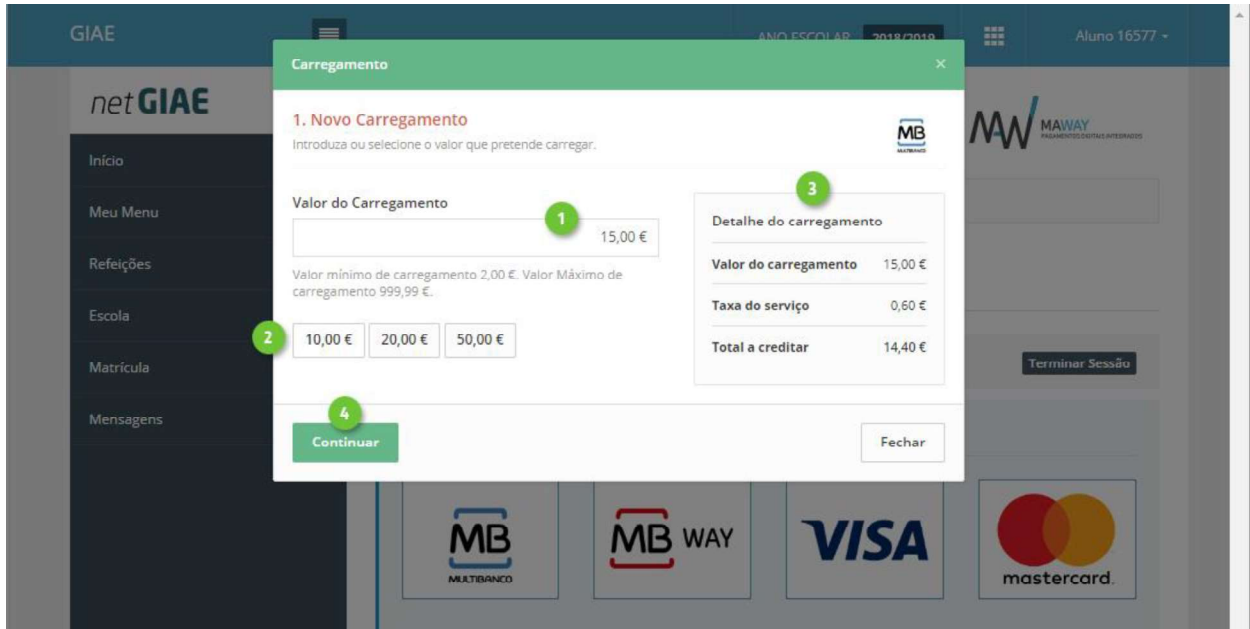 GIAE
ANO ESCOLAR 2018/2019
Aluno 16577
Carregamento
×
netGIAE
MAWAY
1. Novo Carregamento
Introduza ou selecione o valor que pretende carregar.
MB
MULTIBANCO
Início
Meu Menu
Refeições
Escola
Matrícula
Mensagens
Valor do Carregamento
1
15,00 €
Valor mínimo de carregamento 2,00 €. Valor Máximo de
carregamento 999,99 €.
2
10,00 €
20,00 €
50,00 €
3
Detalhe do carregamento
Valor do carregamento 15,00 €
Taxa do serviço 0,60 €
Total a creditar 14,40 €
Terminar Sessão
4
Continuar
Fechar
MB
MULTIBANCO
MB WAY
VISA
mastercard.